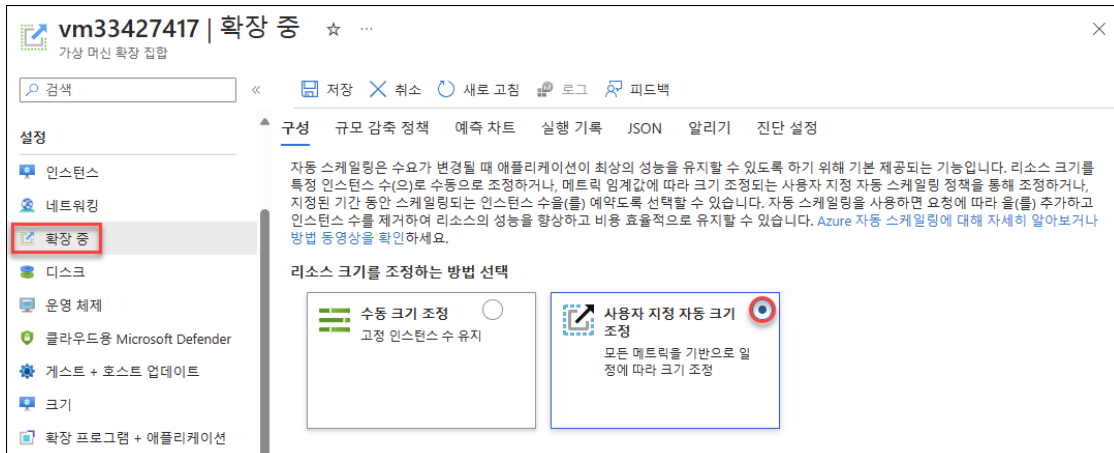 vm33427417 | 확장 중
가상 머신 확장 집합
검색
저장 취소 새로 고침 로그 피드백
설정
인스턴스
네트워킹
확장 중
디스크
운영 체제
클라우드용 Microsoft Defender
게스트 + 호스트 업데이트
크기
확장 프로그램 + 애플리케이션
구성 규모 감축 정책 예측 차트 실행 기록 JSON 알리기 진단 설정
자동 스케일링은 수요가 변경될 때 애플리케이션이 최상의 성능을 유지할 수 있도록 하기 위해 기본 제공되는 기능입니다. 리소스 크기를
특정 인스턴스 수(으)로 수동으로 조정하거나, 메트릭 임계값에 따라 크기 조정되는 사용자 지정 자동 스케일링 정책을 통해 조정하거나,
지정된 기간 동안 스케일링되는 인스턴스 수을(를) 예약도록 선택할 수 있습니다. 자동 스케일링을 사용하면 요청에 따라 을(를) 추가하고
인스턴스 수를 제거하여 리소스의 성능을 향상하고 비용 효율적으로 유지할 수 있습니다. Azure 자동 스케일링에 대해 자세히 알아보거나
방법 동영상을 확인하세요.
리소스 크기를 조정하는 방법 선택
수동 크기 조정
고정 인스턴스 수 유지
사용자 지정 자동 크기
조정
모든 메트릭을 기반으로 일
정에 따라 크기 조정